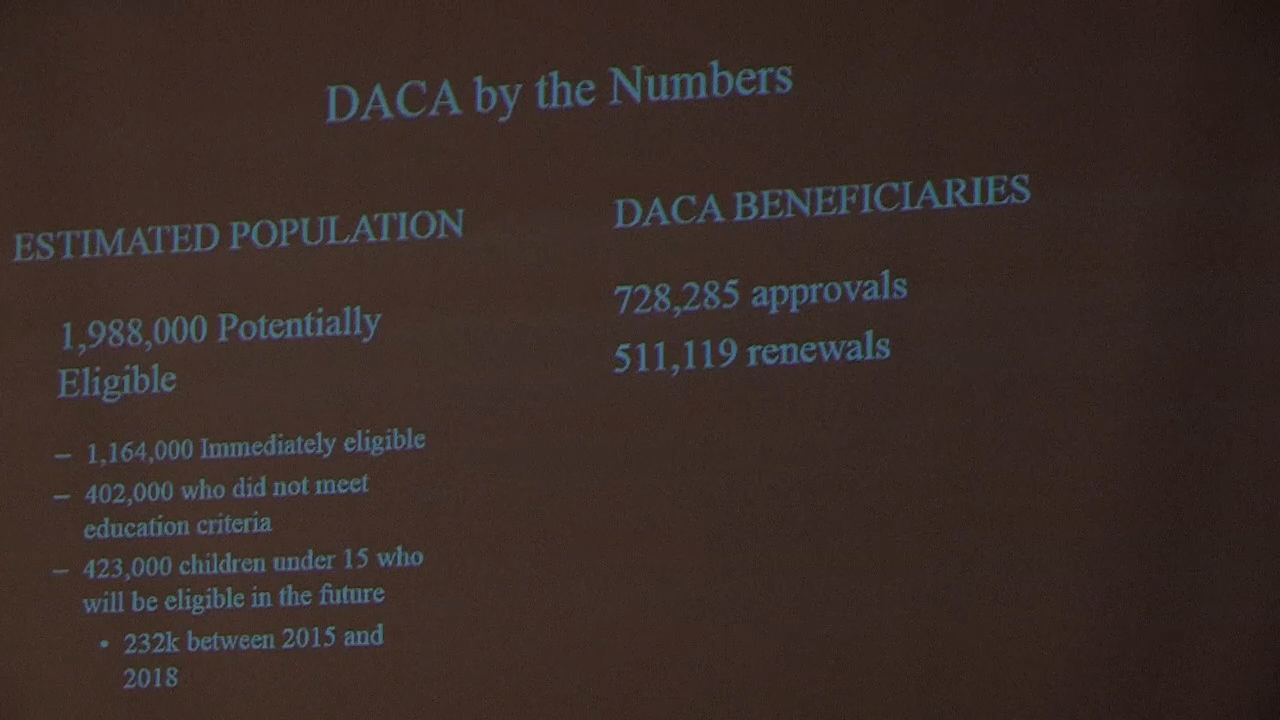 DACA by the Numbers
ESTIMATED POPULATION
1,988,000 Potentially
Eligible
– 1,164,000 Immediately eligible
– 402,000 who did not meet
education criteria
– 423,000 children under 15 who
will be eligible in the future
• 232k between 2015 and
2018
DACA BENEFICIARIES
728,285 approvals
511,119 renewals